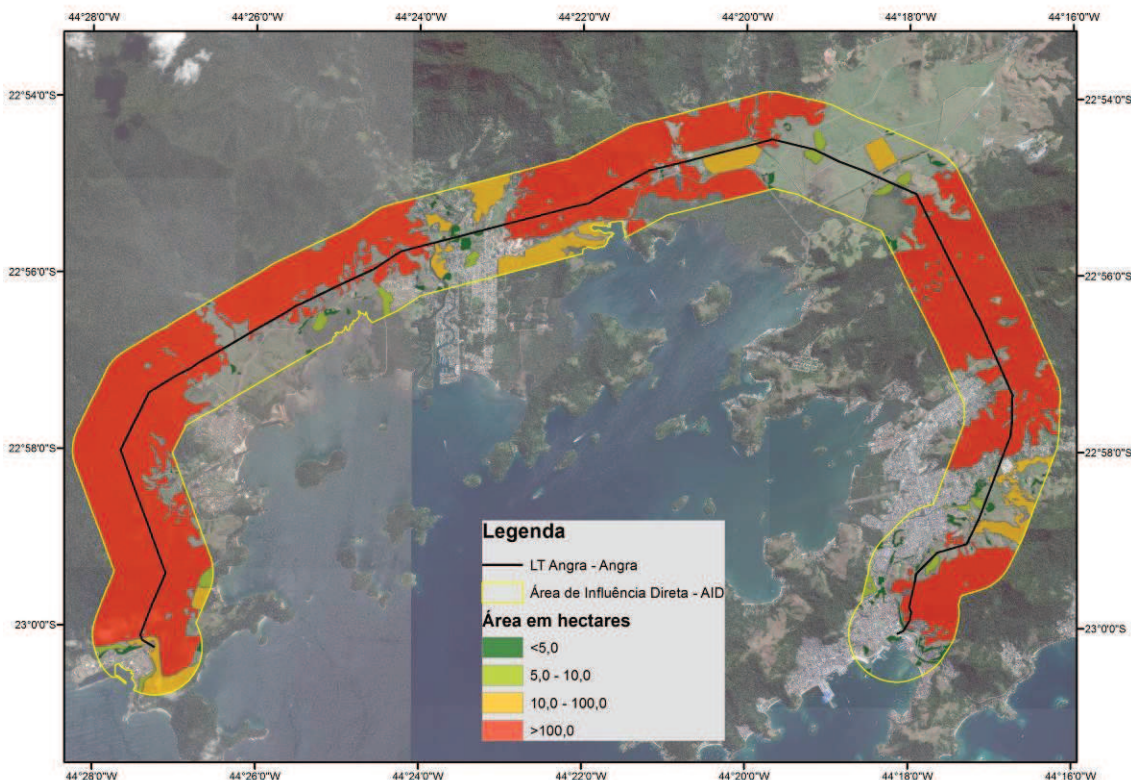 44°28'0"W 44°26'0"W 44°24'0"W 44°22'0"W 44°20'0"W 44°18'0"W 44°16'0"W
22°54'0"S 22°54'0"S
22°56'0"S 22°56'0"S
22°58'0"S 22°58'0"S
23°0'0"S 23°0'0"S
Legenda
LT Angra - Angra
Área de Influência Direta - AID
Área em hectares
<5,0
5,0 - 10,0
10,0 - 100,0
>100,0
44°28'0"W 44°26'0"W 44°24'0"W 44°22'0"W 44°20'0"W 44°18'0"W 44°16'0"W